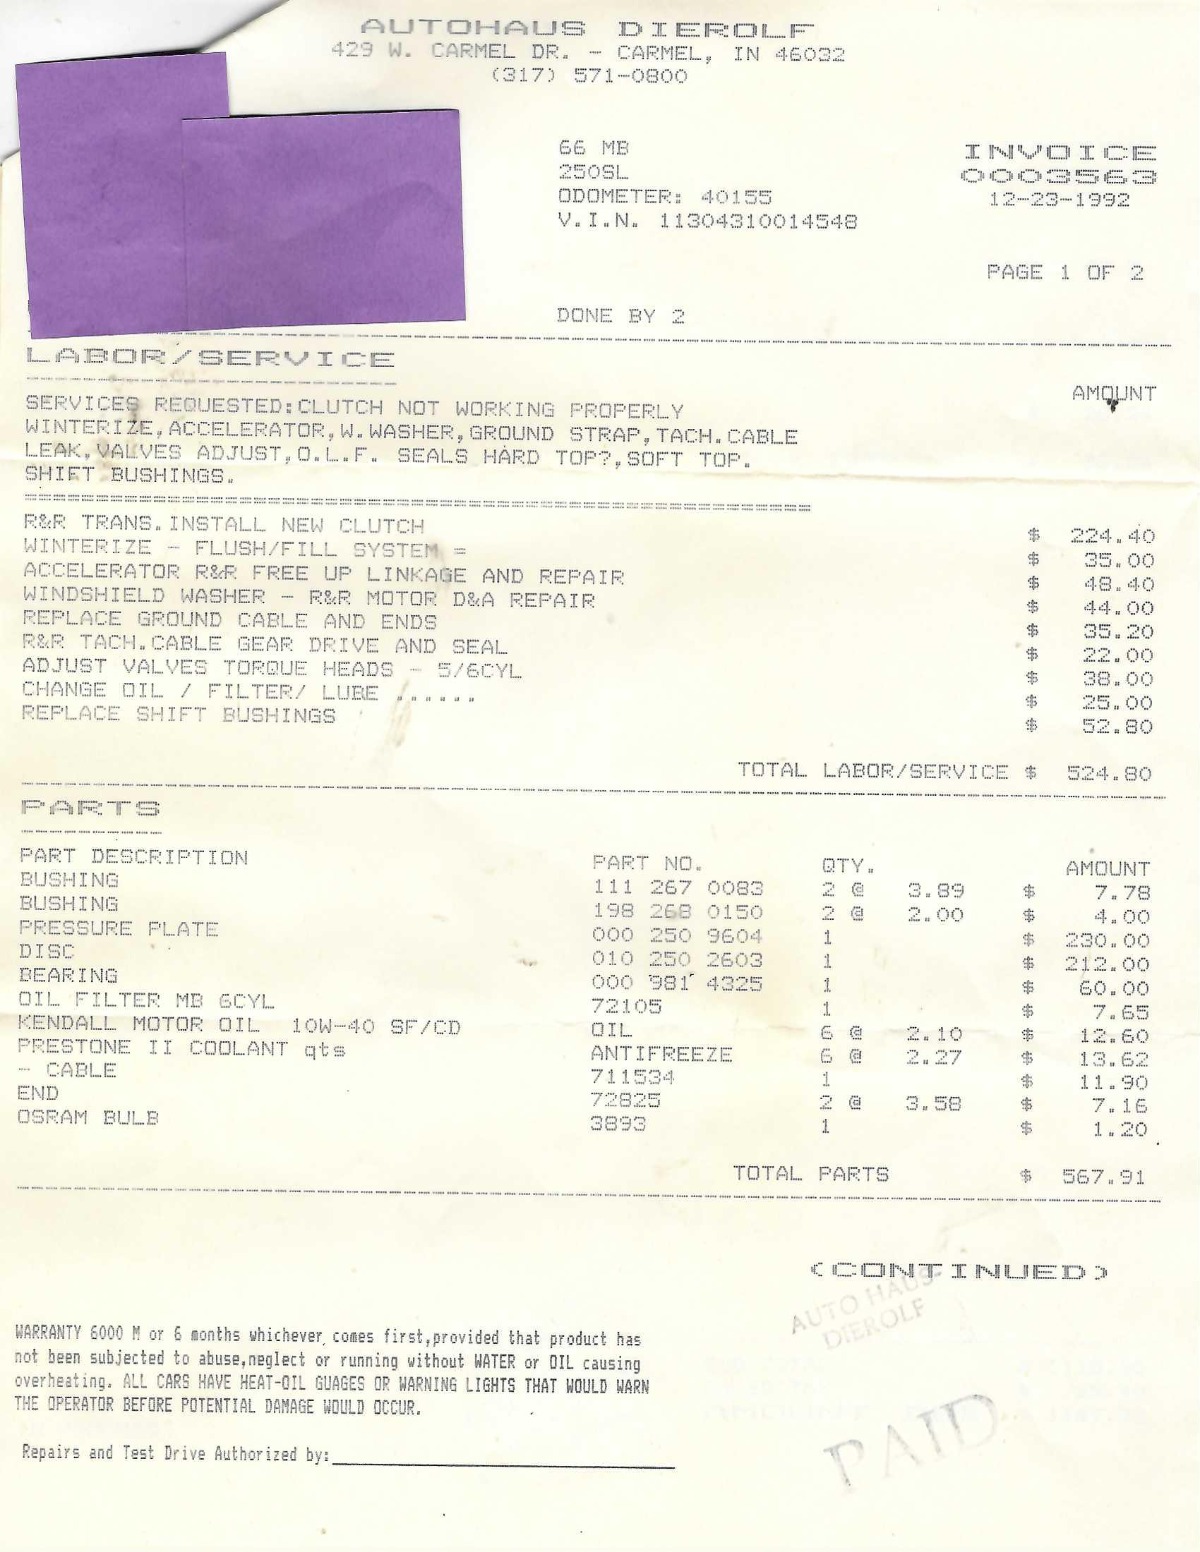 AUTOHAUS DIEROLF
429 W. CARMEL DR. - CARMEL, IN 46032
(317) 571-0800
66 MB
250SL
ODOMETER: 40155
V.I.N. 11304310014548
INVOICE
0003563
12-23-1992
PAGE 1 OF 2
DONE BY 2
LABOR/SERVICE
AMOUNT
SERVICES REQUESTED:CLUTCH NOT WORKING PROPERLY
WINTERIZE,ACCELERATOR,W.WASHER,GROUND STRAP,TACH.CABLE
LEAK,VALVES ADJUST,O.L.F. SEALS HARD TOP?,SOFT TOP.
SHIFT BUSHINGS.
R&R TRANS.INSTALL NEW CLUTCH $ 224.40
WINTERIZE - FLUSH/FILL SYSTEM = $ 35.00
ACCELERATOR R&R FREE UP LINKAGE AND REPAIR $ 48.40
WINDSHIELD WASHER - R&R MOTOR D&A REPAIR $ 44.00
REPLACE GROUND CABLE AND ENDS $ 35.20
R&R TACH.CABLE GEAR DRIVE AND SEAL $ 22.00
ADJUST VALVES TORQUE HEADS - 5/6CYL $ 38.00
CHANGE OIL / FILTER/ LUBE ...... $ 25.00
REPLACE SHIFT BUSHINGS $ 52.80
TOTAL LABOR/SERVICE $ 524.80
PARTS
PART DESCRIPTION PART NO. QTY. AMOUNT
BUSHING 111 267 0083 2 @ 3.89 $ 7.78
BUSHING 198 268 0150 2 @ 2.00 $ 4.00
PRESSURE PLATE 000 250 9604 1 $ 230.00
DISC 010 250 2603 1 $ 212.00
BEARING 000 981 4325 1 $ 60.00
OIL FILTER MB 6CYL 72105 1 $ 7.65
KENDALL MOTOR OIL 10W-40 SF/CD OIL 6 @ 2.10 $ 12.60
PRESTONE II COOLANT qts ANTIFREEZE 6 @ 2.27 $ 13.62
- CABLE 711534 1 $ 11.90
END 72825 2 @ 3.58 $ 7.16
OSRAM BULB 3893 1 $ 1.20
TOTAL PARTS $ 567.91
(CONTINUED)
AUTO HAUS-
DIEROLF
WARRANTY 6000 M or 6 months whichever comes first,provided that product has
not been subjected to abuse,neglect or running without WATER or OIL causing
overheating. ALL CARS HAVE HEAT-OIL GUAGES OR WARNING LIGHTS THAT WOULD WARN
THE OPERATOR BEFORE POTENTIAL DAMAGE WOULD OCCUR.
PAID
Repairs and Test Drive Authorized by: